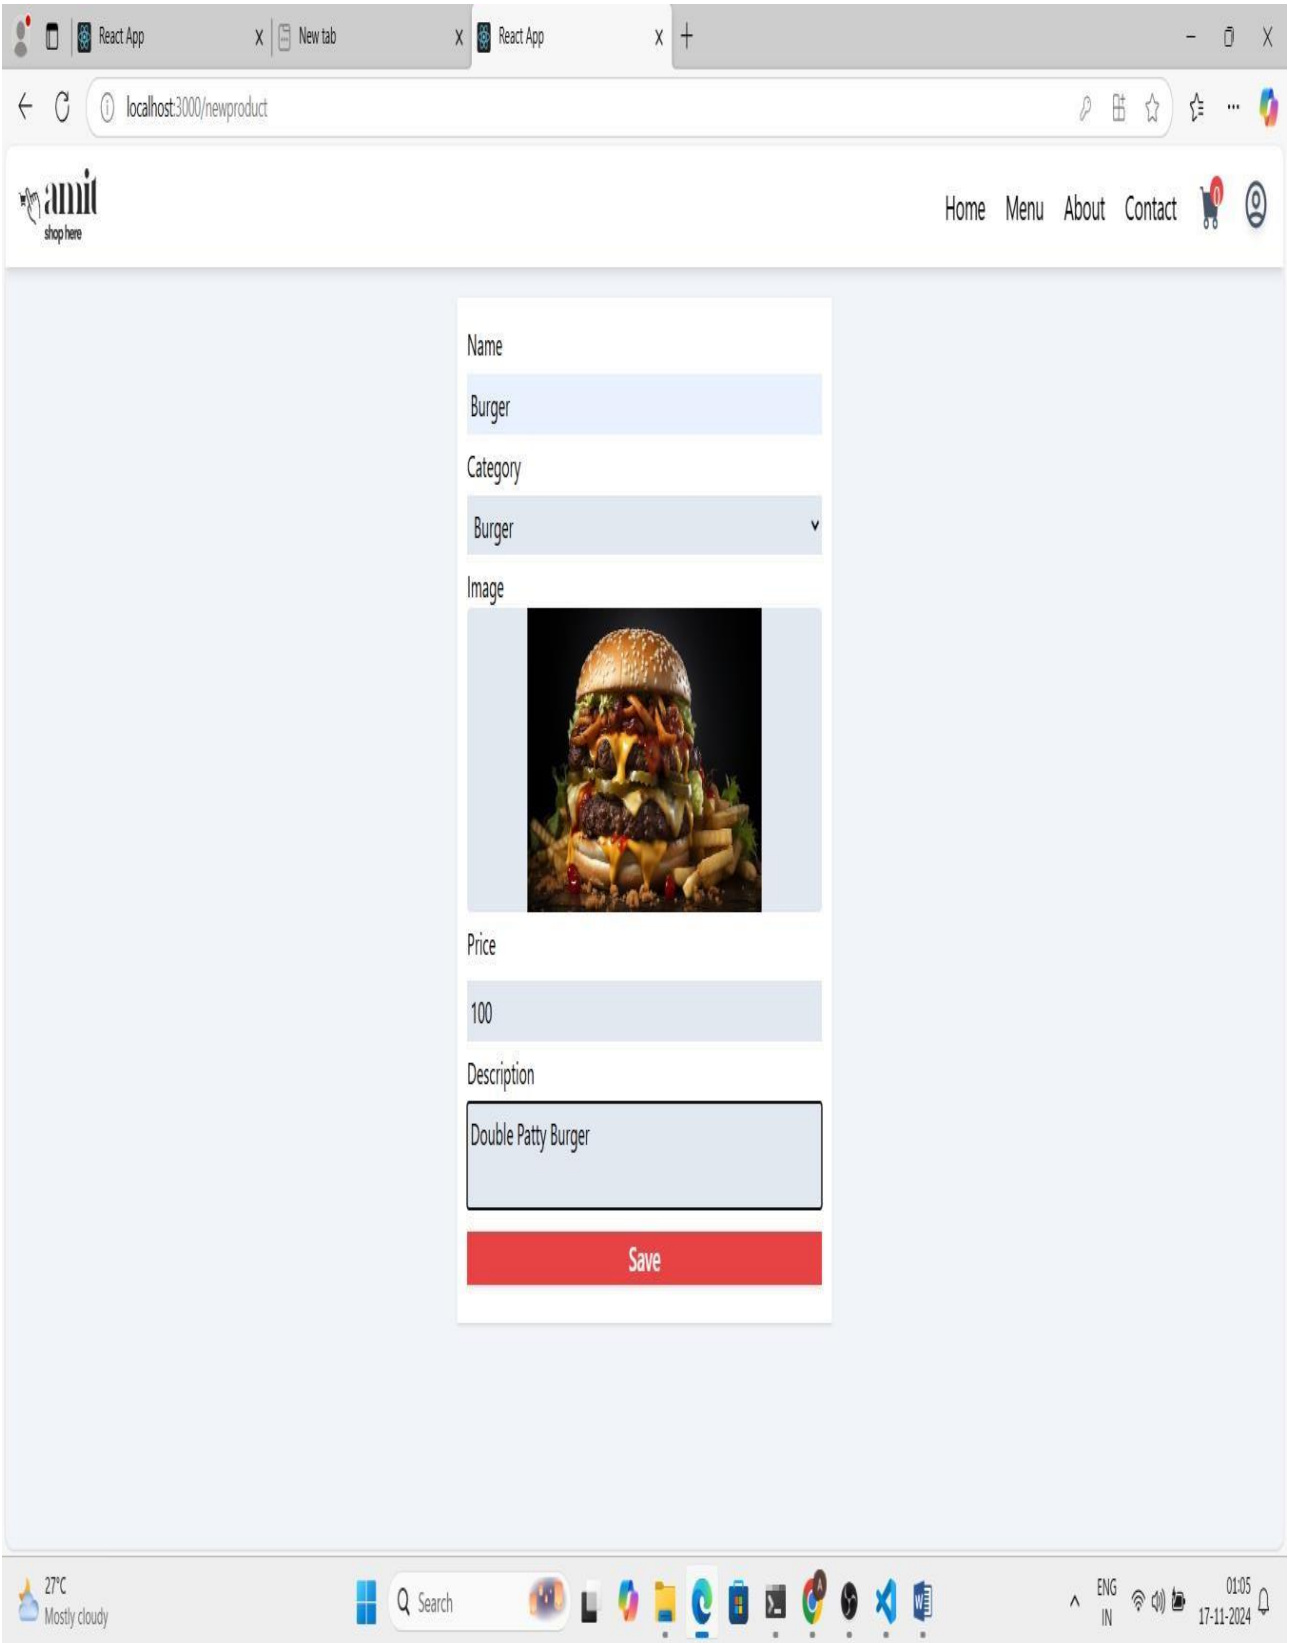 React App
New tab
React App
localhost:3000/newproduct
amit
shop here
Home Menu About Contact 0
Name
Burger
Category
Burger
Image
Price
100
Description
Double Patty Burger
Save
27°C
Mostly cloudy
Search
A
W
ENG
IN
01:05
17-11-2024